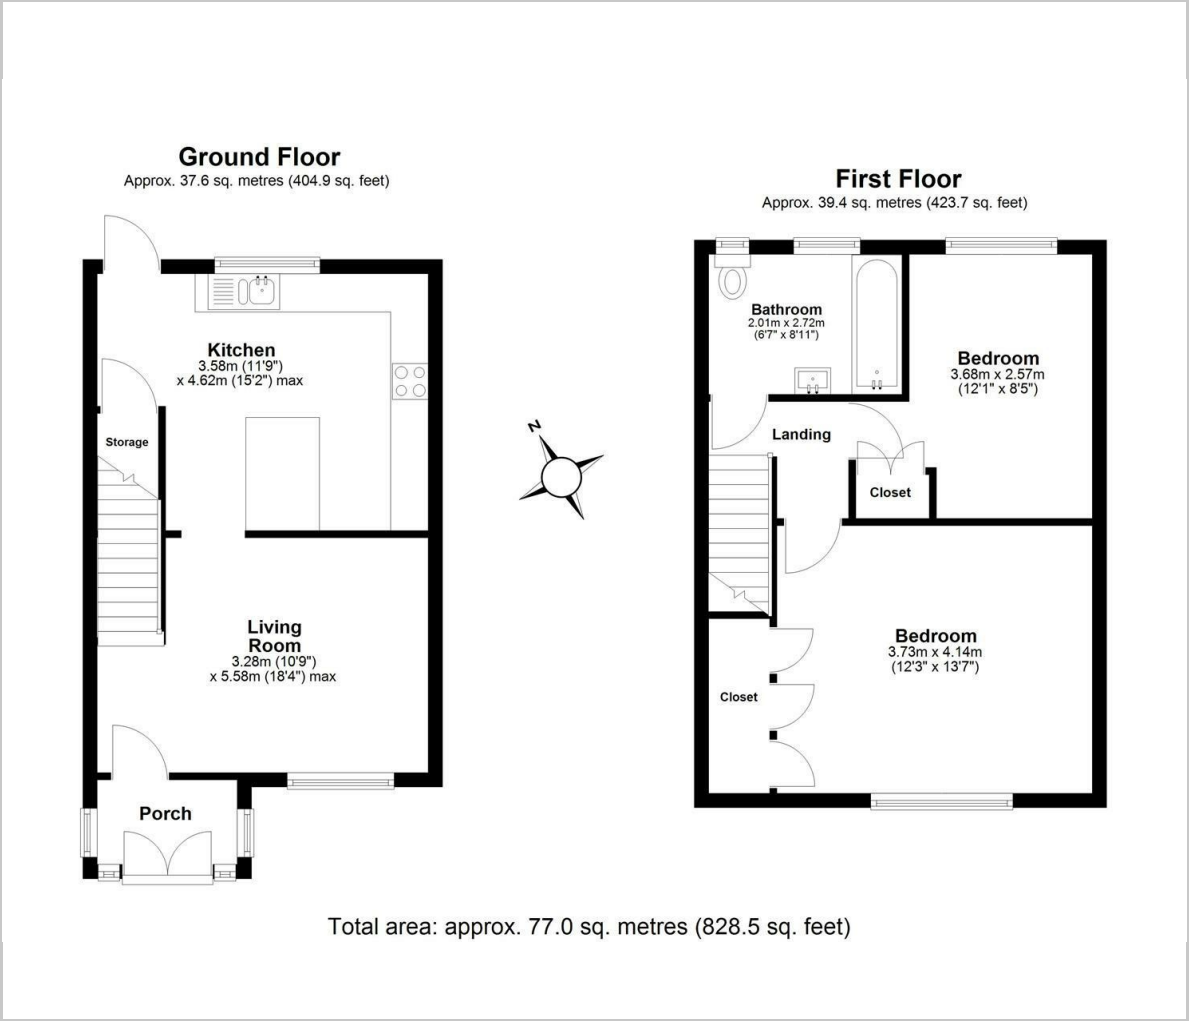 Ground Floor
Approx. 37.6 sq. metres (404.9 sq. feet)
Kitchen
3.58m (11'9")
x 4.62m (15'2") max
Storage
Living
Room
3.28m (10'9")
x 5.58m (18'4") max
Porch
N
First Floor
Approx. 39.4 sq. metres (423.7 sq. feet)
Bathroom
2.01m x 2.72m
(6'7" x 8'11")
Bedroom
3.68m x 2.57m
(12'1" x 8'5")
Landing
Closet
Bedroom
3.73m x 4.14m
(12'3" x 13'7")
Closet
Total area: approx. 77.0 sq. metres (828.5 sq. feet)